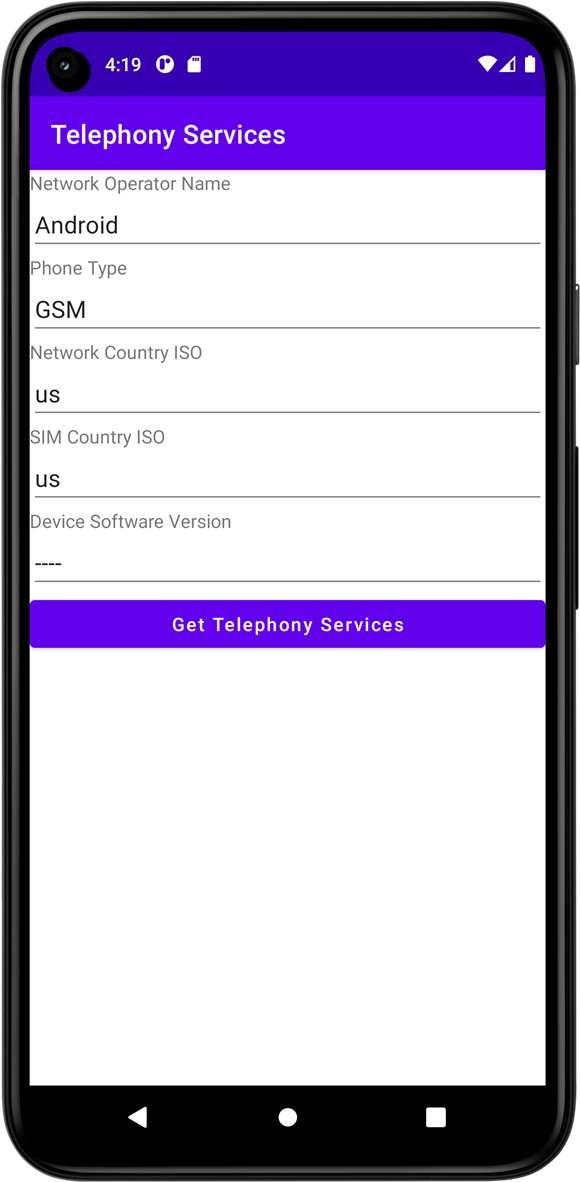 4:19
Telephony Services
Network Operator Name
Android
Phone Type
GSM
Network Country ISO
us
SIM Country ISO
us
Device Software Version
----
Get Telephony Services